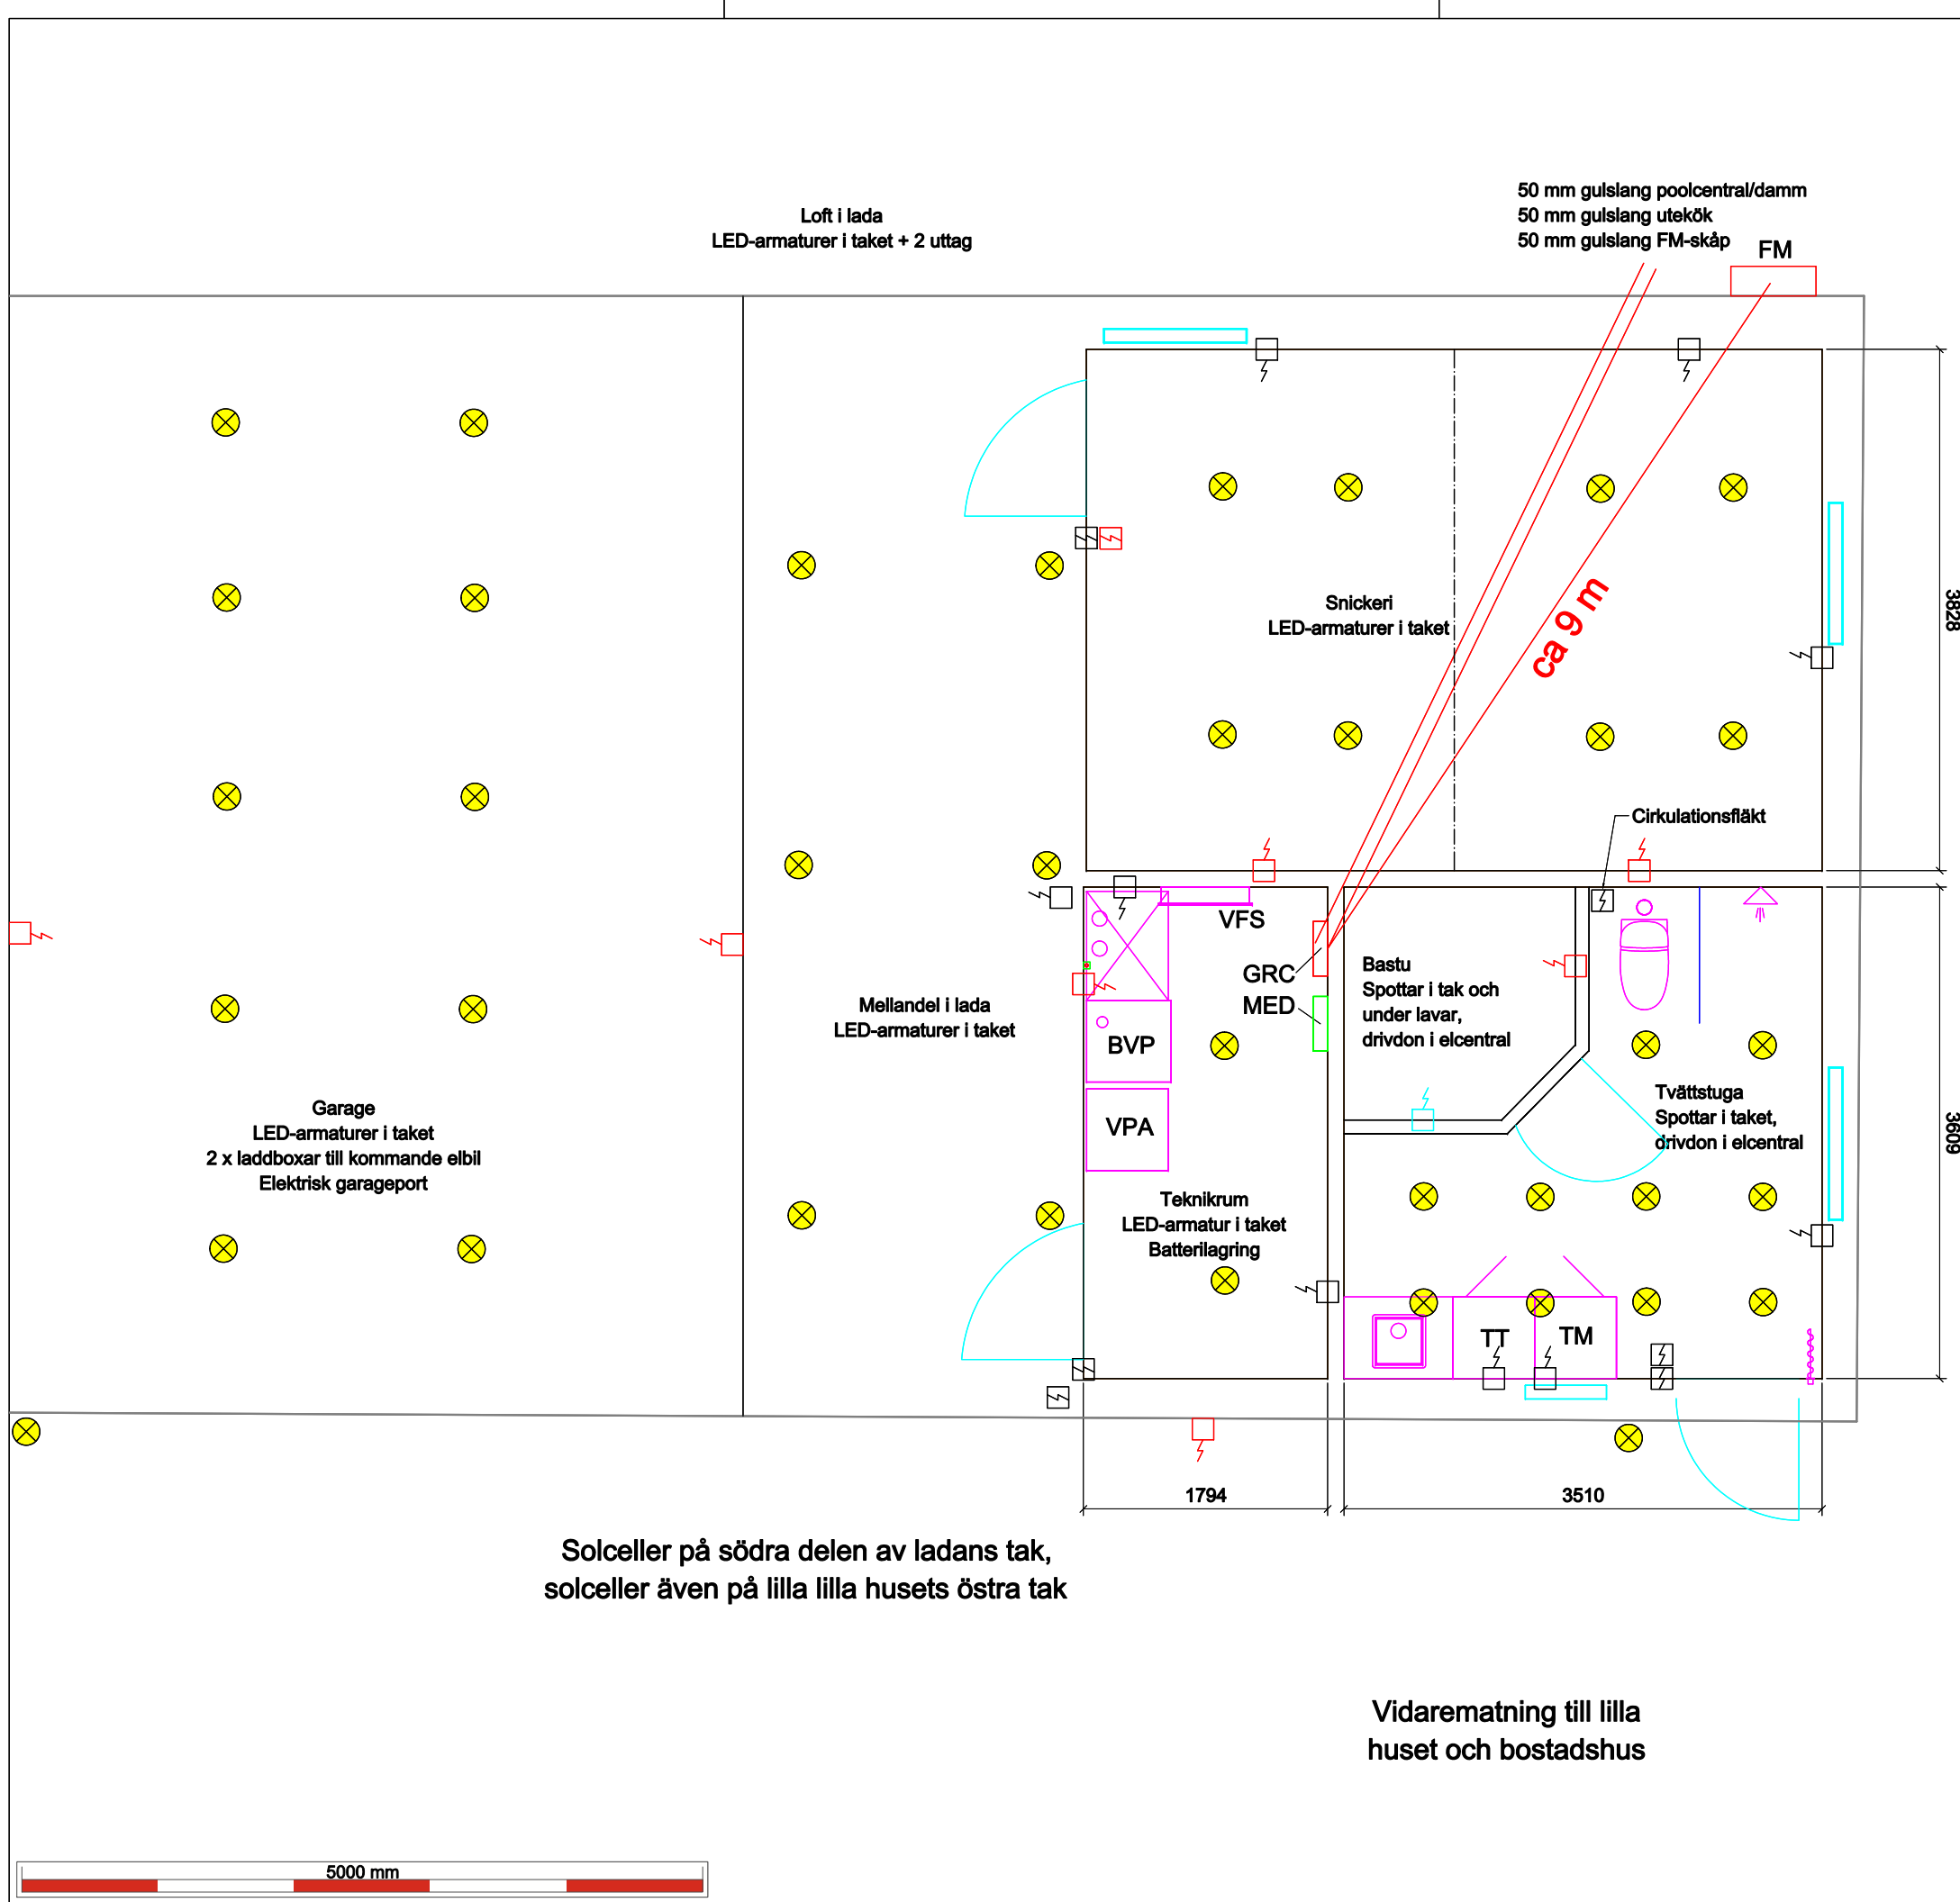 50 mm gulslang poolcentral/damm
50 mm gulslang utekök
50 mm gulslang FM-skåp
FM
Loft i lada
LED-armaturer i taket + 2 uttag
Snickeri
LED-armaturer i taket
ca 9 m
3828
Cirkulationsfläkt
VFS
GRC
MED
BVP
VPA
Bastu
Spottar i tak och
under lavar,
drivdon i elcentral
Mellandel i lada
LED-armaturer i taket
Tvättstuga
Spottar i taket,
drivdon i elcentral
3609
Garage
LED-armaturer i taket
2 x laddboxar till kommande elbil
Elektrisk garageport
Teknikrum
LED-armatur i taket
Batterilagring
TT
TM
1794
3510
Solceller på södra delen av ladans tak,
solceller även på lilla lilla husets östra tak
Vidarematning till lilla
huset och bostadshus
5000 mm